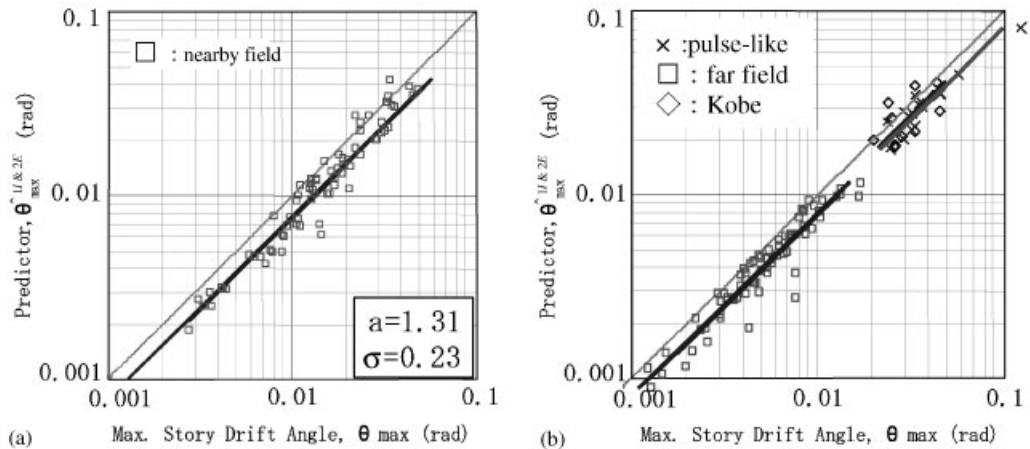 0.1
: nearby field
0.01
0.001
a=1.31
σ=0.23
0.001
0.01
0.1
Predictor, θ̂ max 1I & 2E (rad)
(a)
Max. Story Drift Angle, θ max (rad)
0.1
:pulse-like
: far field
: Kobe
0.01
0.001
0.001
0.01
0.1
Predictor, θ̂ max 1I & 2E (rad)
(b)
Max. Story Drift Angle, θ max (rad)